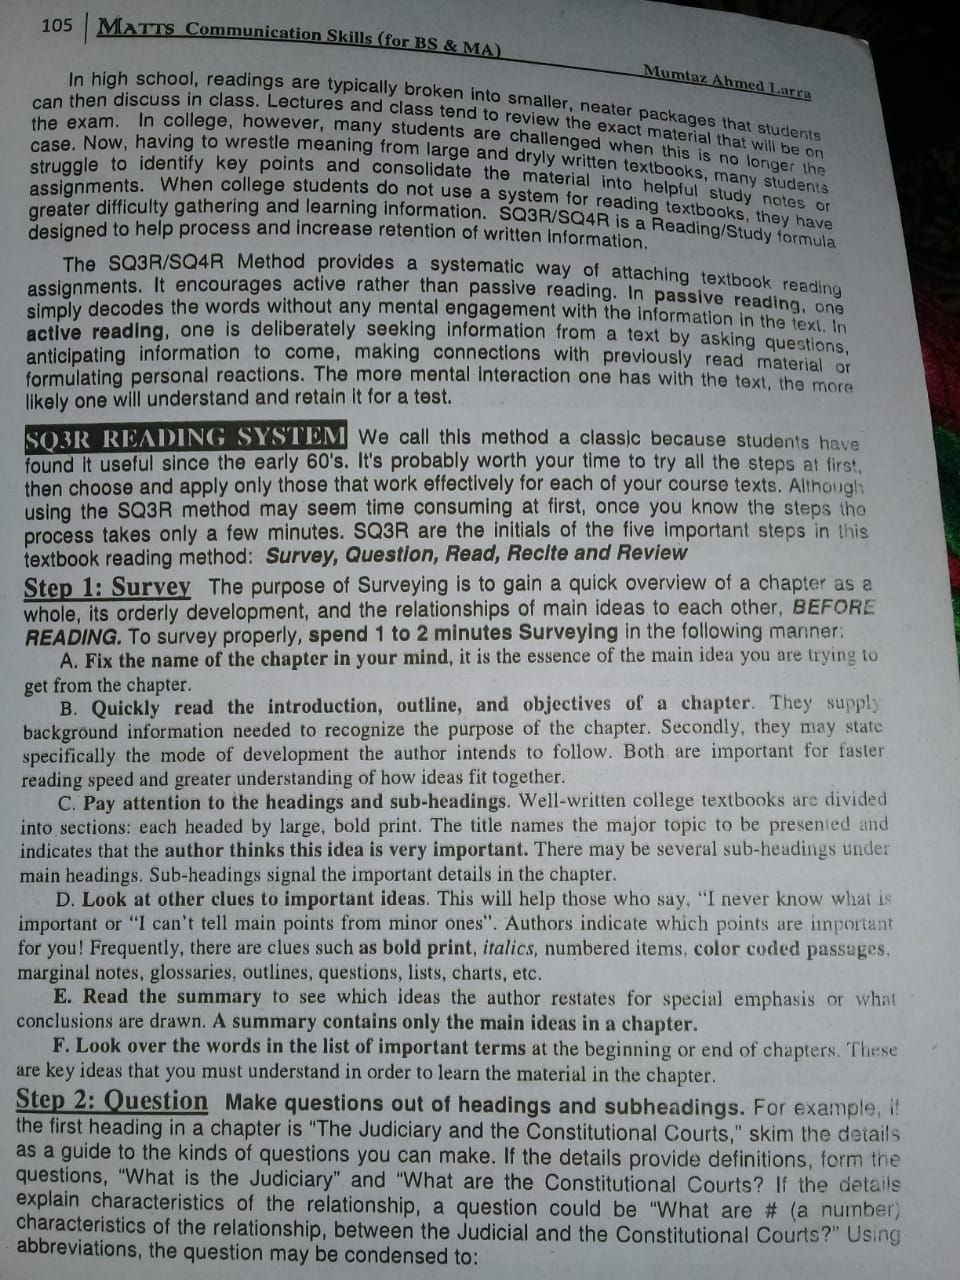 105 MATTS Communication Skills (for BS & MA) Mumtaz Ahmed Larra
In high school, readings are typically broken into smaller, neater packages that students
can then discuss in class. Lectures and class tend to review the exact material that will be on
the exam. In college, however, many students are challenged when this is no longer the
case. Now, having to wrestle meaning from large and dryly written textbooks, many students
struggle to identify key points and consolidate the material into helpful study notes or
assignments. When college students do not use a system for reading textbooks, they have
greater difficulty gathering and learning information. SQ3R/SQ4R is a Reading/Study formula
designed to help process and increase retention of written Information.
The SQ3R/SQ4R Method provides a systematic way of attaching textbook reading
assignments. It encourages active rather than passive reading. In passive reading, one
simply decodes the words without any mental engagement with the information in the text. In
active reading, one is deliberately seeking information from a text by asking questions,
anticipating information to come, making connections with previously read material or
formulating personal reactions. The more mental interaction one has with the text, the more
likely one will understand and retain it for a test.
SQ3R READING SYSTEM We call this method a classic because students have
found it useful since the early 60's. It's probably worth your time to try all the steps at first,
then choose and apply only those that work effectively for each of your course texts. Although
using the SQ3R method may seem time consuming at first, once you know the steps the
process takes only a few minutes. SQ3R are the initials of the five important steps in this
textbook reading method: Survey, Question, Read, Recite and Review
Step 1: Survey The purpose of Surveying is to gain a quick overview of a chapter as a
whole, its orderly development, and the relationships of main ideas to each other, BEFORE
READING. To survey properly, spend 1 to 2 minutes Surveying in the following manner:
A. Fix the name of the chapter in your mind, it is the essence of the main idea you are trying to
get from the chapter.
B. Quickly read the introduction, outline, and objectives of a chapter. They supply
background information needed to recognize the purpose of the chapter. Secondly, they may state
specifically the mode of development the author intends to follow. Both are important for faster
reading speed and greater understanding of how ideas fit together.
C. Pay attention to the headings and sub-headings. Well-written college textbooks are divided
into sections: each headed by large, bold print. The title names the major topic to be presented and
indicates that the author thinks this idea is very important. There may be several sub-headings under
main headings. Sub-headings signal the important details in the chapter.
D. Look at other clues to important ideas. This will help those who say, “I never know what is
important or “I can’t tell main points from minor ones”. Authors indicate which points are important
for you! Frequently, there are clues such as bold print, italics, numbered items, color coded passages,
marginal notes, glossaries, outlines, questions, lists, charts, etc.
E. Read the summary to see which ideas the author restates for special emphasis or what
conclusions are drawn. A summary contains only the main ideas in a chapter.
F. Look over the words in the list of important terms at the beginning or end of chapters. These
are key ideas that you must understand in order to learn the material in the chapter.
Step 2: Question Make questions out of headings and subheadings. For example, if
the first heading in a chapter is "The Judiciary and the Constitutional Courts," skim the details
as a guide to the kinds of questions you can make. If the details provide definitions, form the
questions, “What is the Judiciary” and “What are the Constitutional Courts? If the details
explain characteristics of the relationship, a question could be “What are # (a number)
characteristics of the relationship, between the Judicial and the Constitutional Courts?” Using
abbreviations, the question may be condensed to: